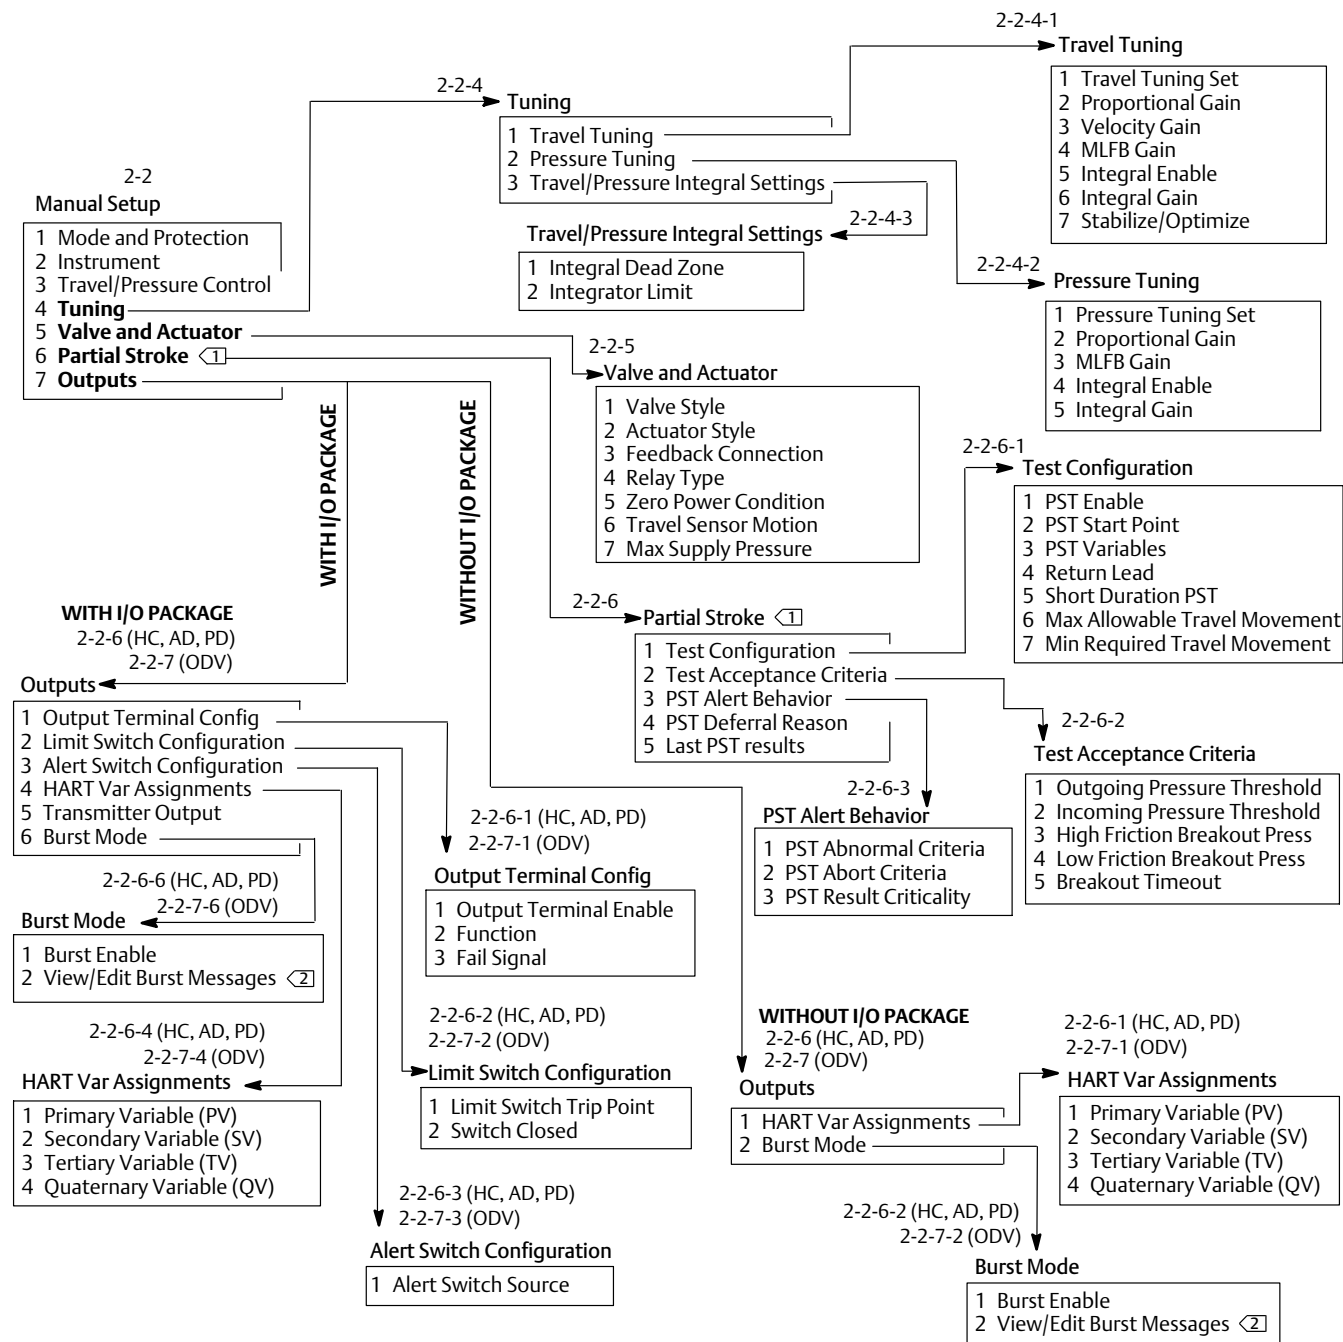 2-2-4-1
Travel Tuning
1 Travel Tuning Set
2 Proportional Gain
3 Velocity Gain
4 MLFB Gain
5 Integral Enable
6 Integral Gain
7 Stabilize/Optimize
2-2-4
Tuning
1 Travel Tuning
2 Pressure Tuning
3 Travel/Pressure Integral Settings
2-2
Manual Setup
1 Mode and Protection
2 Instrument
3 Travel/Pressure Control
4 Tuning
5 Valve and Actuator
6 Partial Stroke 1
7 Outputs
2-2-4-3
Travel/Pressure Integral Settings
1 Integral Dead Zone
2 Integrator Limit
2-2-4-2
Pressure Tuning
1 Pressure Tuning Set
2 Proportional Gain
3 MLFB Gain
4 Integral Enable
5 Integral Gain
2-2-5
Valve and Actuator
1 Valve Style
2 Actuator Style
3 Feedback Connection
4 Relay Type
5 Zero Power Condition
6 Travel Sensor Motion
7 Max Supply Pressure
WITH I/O PACKAGE
WITHOUT I/O PACKAGE
2-2-6-1
Test Configuration
1 PST Enable
2 PST Start Point
3 PST Variables
4 Return Lead
5 Short Duration PST
6 Max Allowable Travel Movement
7 Min Required Travel Movement
2-2-6
Partial Stroke 1
1 Test Configuration
2 Test Acceptance Criteria
3 PST Alert Behavior
4 PST Deferral Reason
5 Last PST results
2-2-6-2
Test Acceptance Criteria
1 Outgoing Pressure Threshold
2 Incoming Pressure Threshold
3 High Friction Breakout Press
4 Low Friction Breakout Press
5 Breakout Timeout
2-2-6-3
PST Alert Behavior
1 PST Abnormal Criteria
2 PST Abort Criteria
3 PST Result Criticality
WITH I/O PACKAGE
2-2-6 (HC, AD, PD)
2-2-7 (ODV)
Outputs
1 Output Terminal Config
2 Limit Switch Configuration
3 Alert Switch Configuration
4 HART Var Assignments
5 Transmitter Output
6 Burst Mode
2-2-6-1 (HC, AD, PD)
2-2-7-1 (ODV)
Output Terminal Config
1 Output Terminal Enable
2 Function
3 Fail Signal
2-2-6-6 (HC, AD, PD)
2-2-7-6 (ODV)
Burst Mode
1 Burst Enable
2 View/Edit Burst Messages 2
2-2-6-4 (HC, AD, PD)
2-2-7-4 (ODV)
HART Var Assignments
1 Primary Variable (PV)
2 Secondary Variable (SV)
3 Tertiary Variable (TV)
4 Quaternary Variable (QV)
2-2-6-2 (HC, AD, PD)
2-2-7-2 (ODV)
Limit Switch Configuration
1 Limit Switch Trip Point
2 Switch Closed
2-2-6-3 (HC, AD, PD)
2-2-7-3 (ODV)
Alert Switch Configuration
1 Alert Switch Source
WITHOUT I/O PACKAGE
2-2-6 (HC, AD, PD)
2-2-7 (ODV)
Outputs
1 HART Var Assignments
2 Burst Mode
2-2-6-1 (HC, AD, PD)
2-2-7-1 (ODV)
HART Var Assignments
1 Primary Variable (PV)
2 Secondary Variable (SV)
3 Tertiary Variable (TV)
4 Quaternary Variable (QV)
2-2-6-2 (HC, AD, PD)
2-2-7-2 (ODV)
Burst Mode
1 Burst Enable
2 View/Edit Burst Messages 2